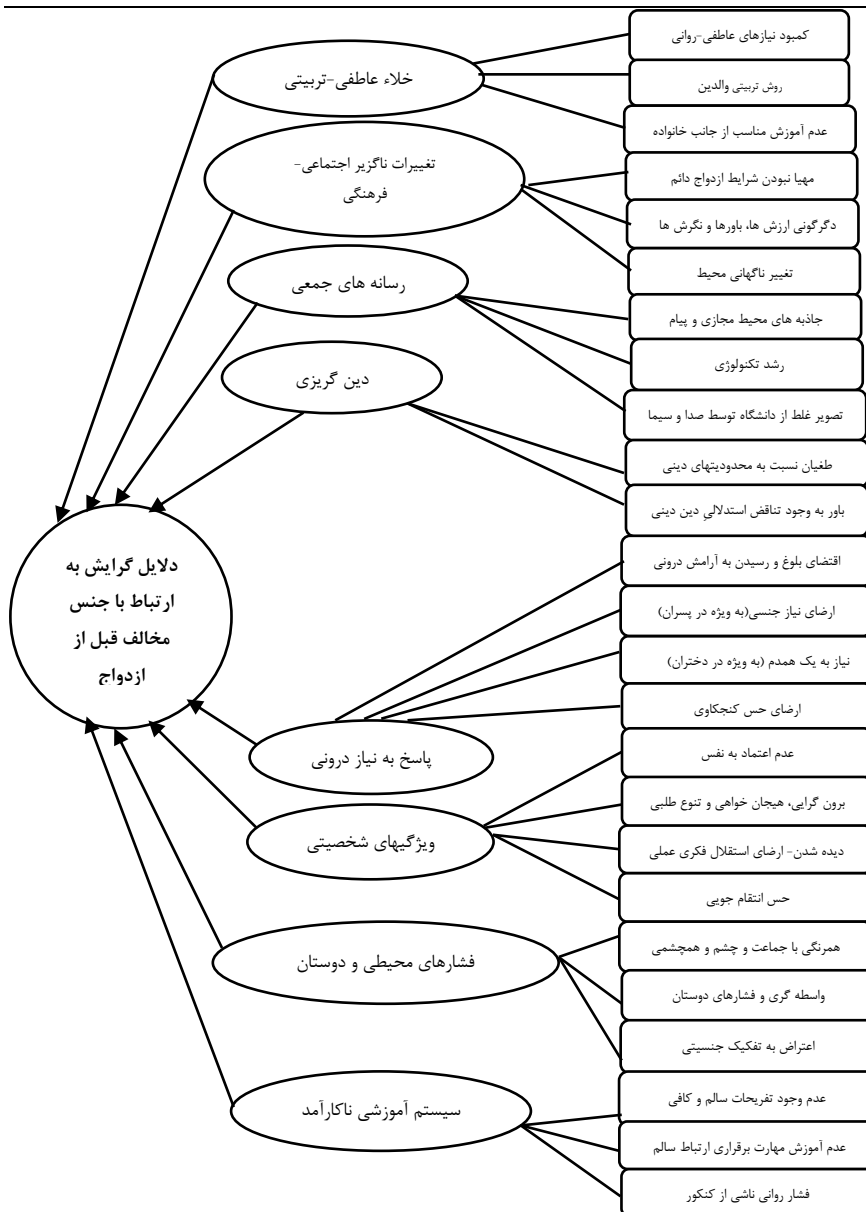 خلاء عاطفی-تربیتی
کمبود نیازهای عاطفی-روانی
روش تربیتی والدین
عدم آموزش مناسب از جانب خانواده
تغییرات ناگزیر اجتماعی-
فرهنگی
مهیا نبودن شرایط ازدواج دائم
دگرگونی ارزش ها، باورها و نگرش ها
تغییر ناگهانی محیط
رسانه های جمعی
جاذبه های محیط مجازی و پیام
رشد تکنولوژی
تصویر غلط از دانشگاه توسط صدا و سیما
دین گریزی
طغیان نسبت به محدودیتهای دینی
باور به وجود تناقض استدلالیِ دین دینی
دلایل گرایش به
ارتباط با جنس
مخالف قبل از
ازدواج
پاسخ به نیاز درونی
اقتضای بلوغ و رسیدن به آرامش درونی
ارضای نیاز جنسی(به ویژه در پسران)
نیاز به یک همدم (به ویژه در دختران)
ارضای حس کنجکاوی
ویژگیهای شخصیتی
عدم اعتماد به نفس
برون گرایی، هیجان خواهی و تنوع طلبی
دیده شدن- ارضای استقلال فکری عملی
حس انتقام جویی
فشارهای محیطی و دوستان
همرنگی با جماعت و چشم و همچشمی
واسطه گری و فشارهای دوستان
اعتراض به تفکیک جنسیتی
سیستم آموزشی ناکارآمد
عدم وجود تفریحات سالم و کافی
عدم آموزش مهارت برقراری ارتباط سالم
فشار روانی ناشی از کنکور